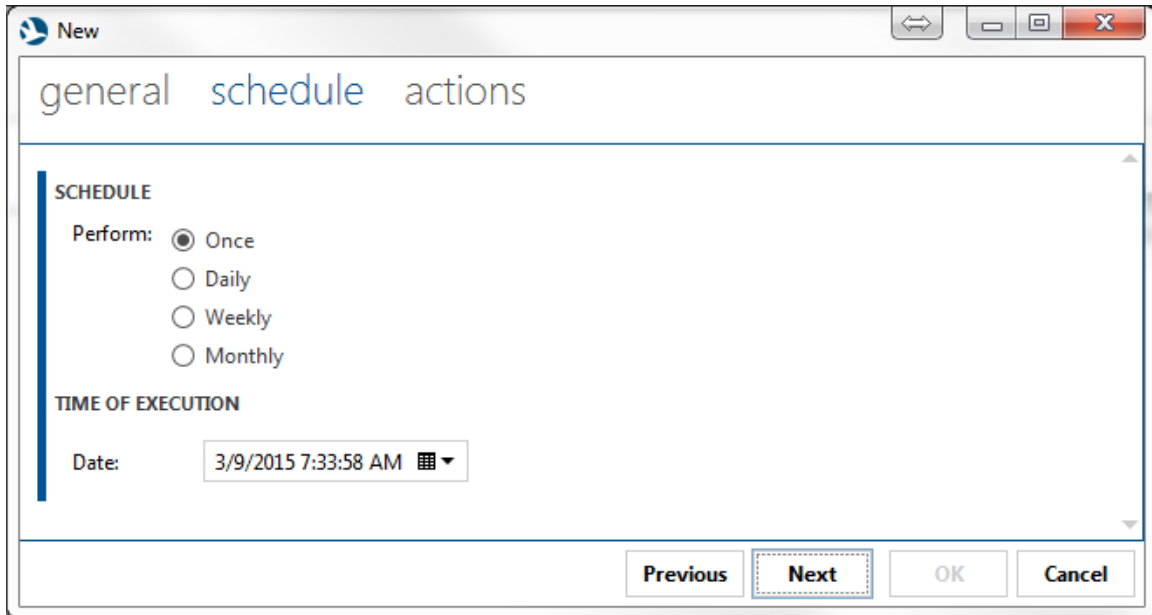 New
general schedule actions
SCHEDULE
Perform: Once
Daily
Weekly
Monthly
TIME OF EXECUTION
Date: 3/9/2015 7:33:58 AM
Previous Next OK Cancel